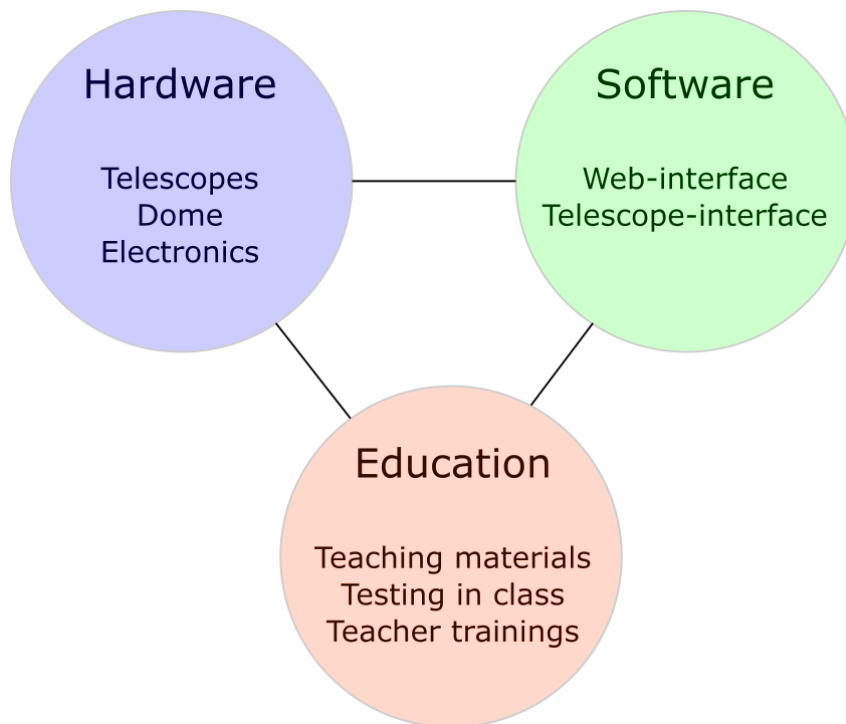 Hardware
Telescopes
Dome
Electronics
Software
Web-interface
Telescope-interface
Education
Teaching materials
Testing in class
Teacher trainings